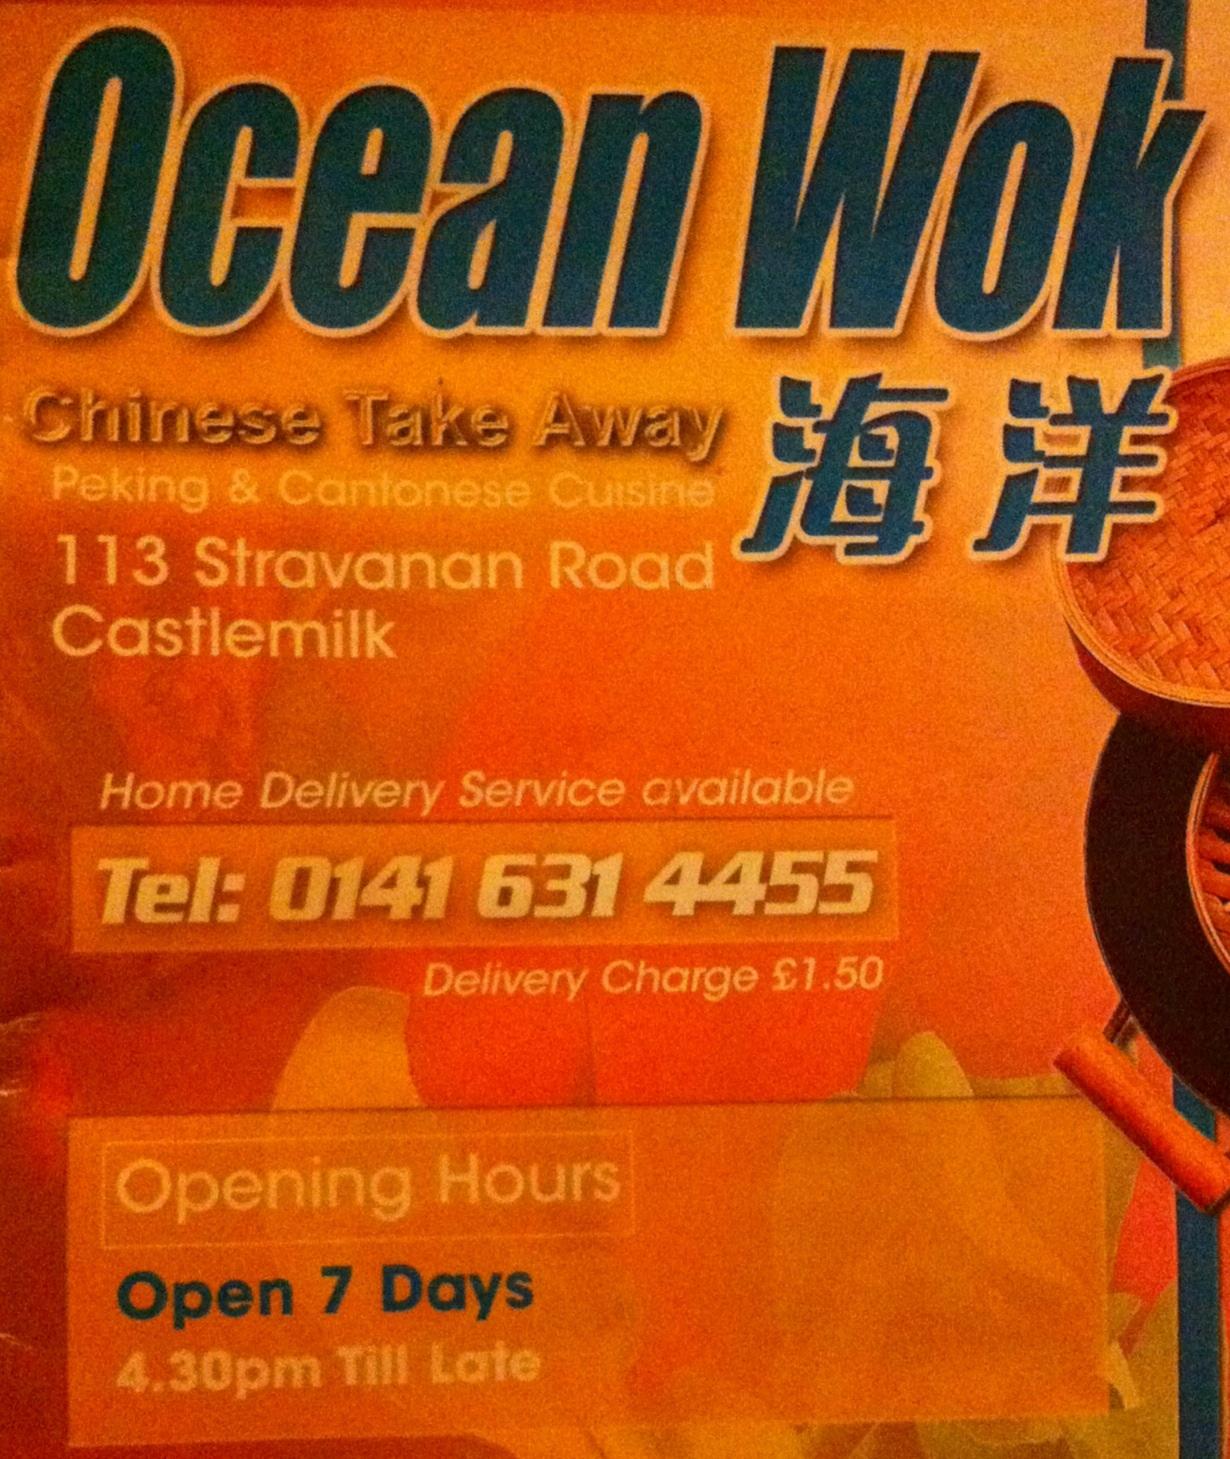 Ocean Wok
海洋
Chinese Take Away
Peking & Cantonese Cuisine
113 Stravanan Road
Castlemilk
Home Delivery Service available
Tel: 0141 631 4455
Delivery Charge £1.50
Opening Hours
Open 7 Days
4.30pm Till Late